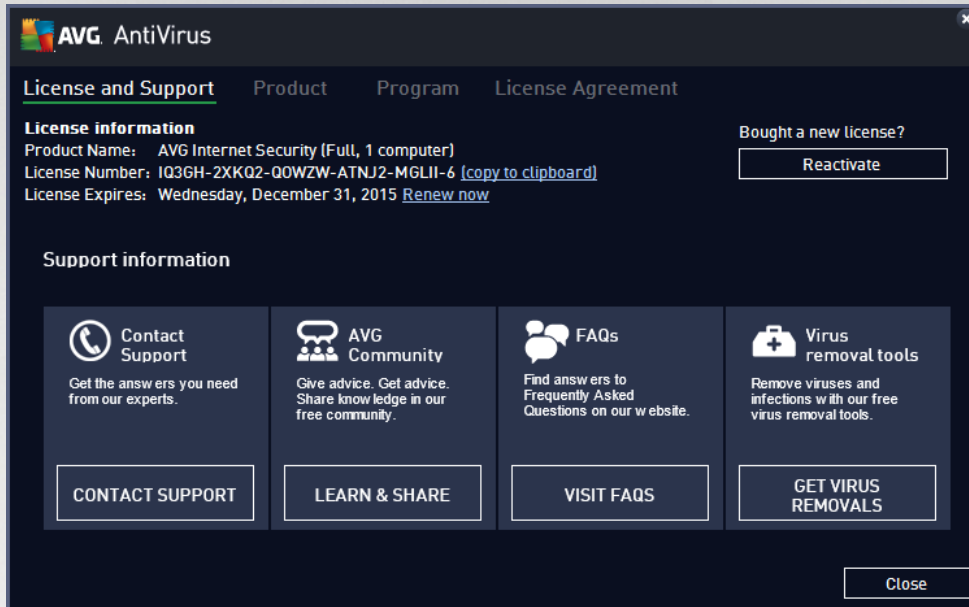 AVG. AntiVirus
License and Support Product Program License Agreement
License information
Product Name: AVG Internet Security (Full, 1 computer)
License Number: IQ3GH-2XKQ2-QOWZW-ATNJ2-MGLII-6 (copy to clipboard)
License Expires: Wednesday, December 31, 2015 Renew now
Bought a new license?
Reactivate
Support information
Contact
Support
Get the answers you need
from our experts.
CONTACT SUPPORT
AVG
Community
Give advice. Get advice.
Share knowledge in our
free community.
LEARN & SHARE
FAQs
Find answers to
Frequently Asked
Questions on our website.
VISIT FAQS
Virus
removal tools
Remove viruses and
infections with our free
virus removal tools.
GET VIRUS
REMOVALS
Close